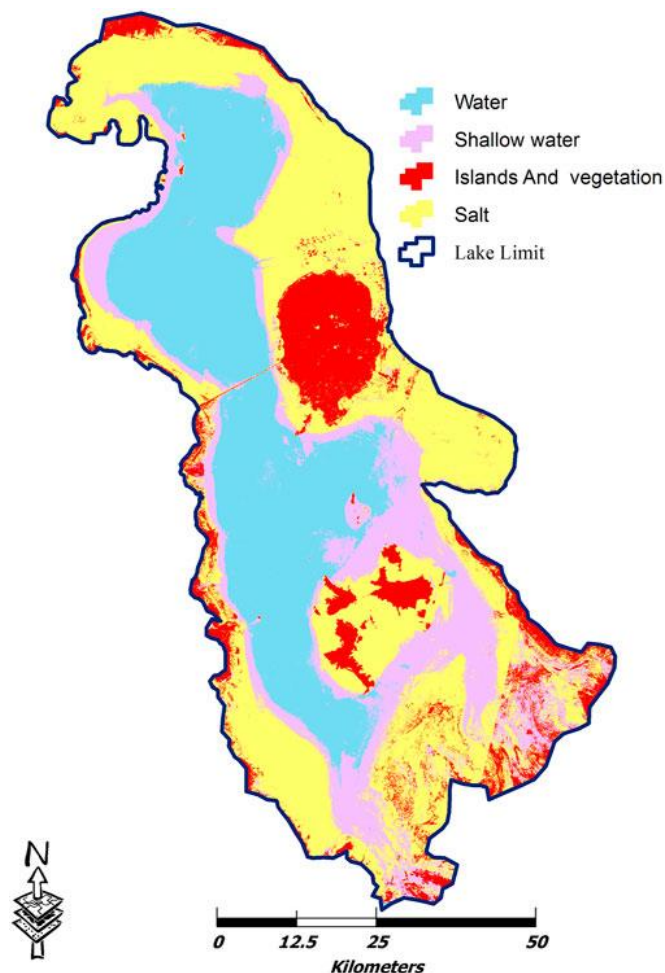 Water
Shallow water
Islands And vegetation
Salt
Lake Limit
N
0 12.5 25 50
Kilometers